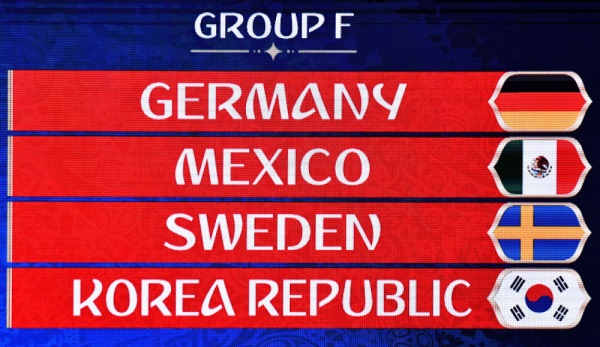 GROUP F
GERMANY
MEXICO
SWEDEN
KOREA REPUBLIC